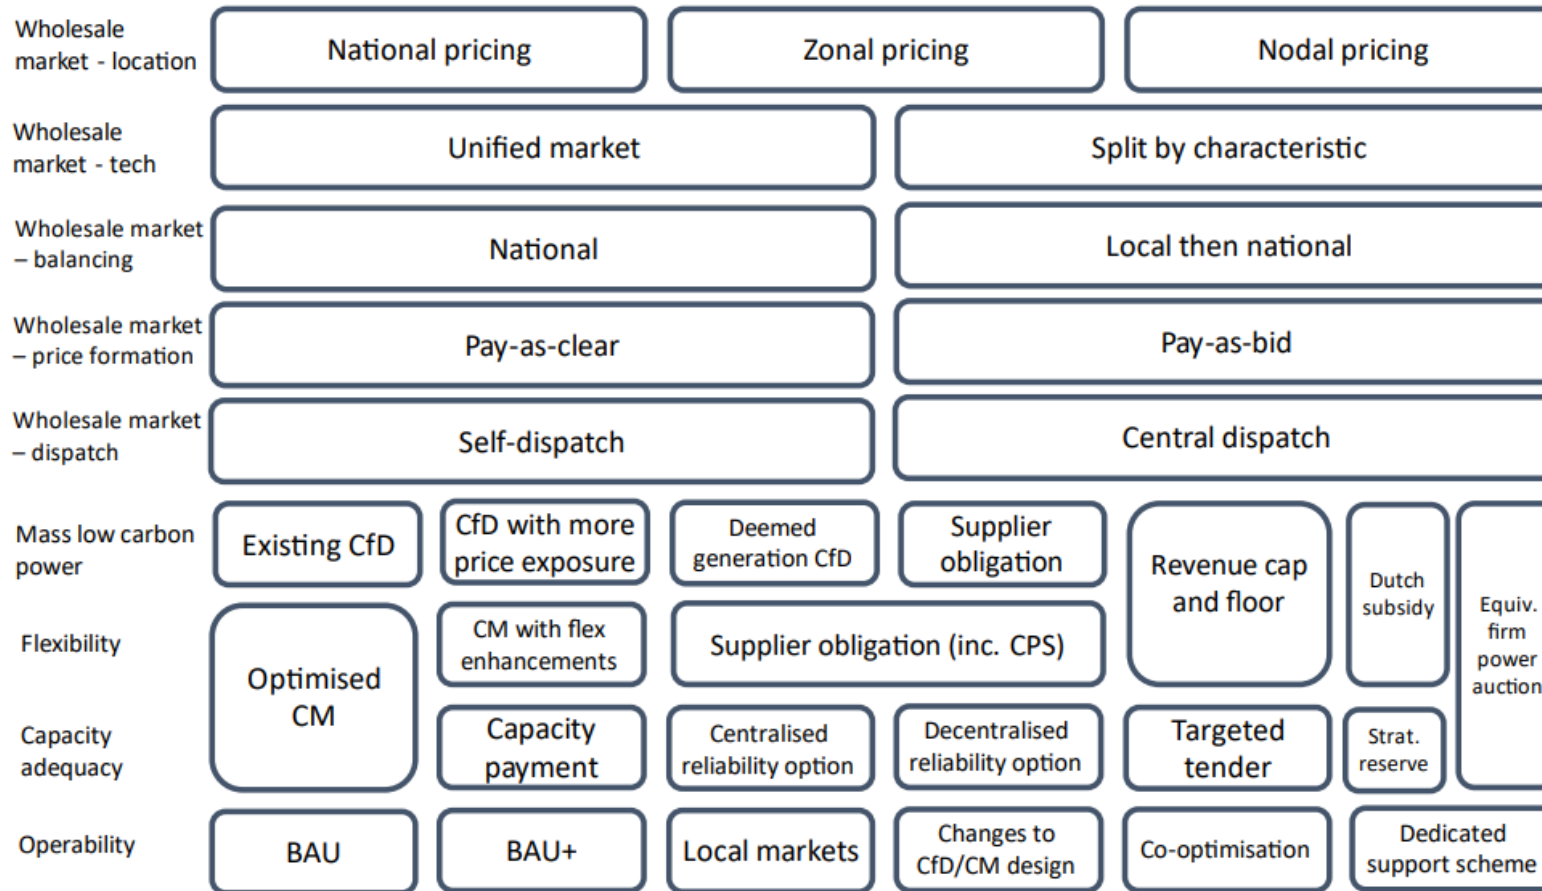 Wholesale
market - location
National pricing
Zonal pricing
Nodal pricing
Wholesale
market - tech
Unified market
Split by characteristic
Wholesale market
– balancing
National
Local then national
Wholesale market
– price formation
Pay-as-clear
Pay-as-bid
Wholesale market
– dispatch
Self-dispatch
Central dispatch
Mass low carbon
power
Existing CfD
CfD with more
price exposure
Deemed
generation CfD
Supplier
obligation
Revenue cap
and floor
Dutch
subsidy
Equiv.
firm
power
auction
Flexibility
Optimised
CM
CM with flex
enhancements
Supplier obligation (inc. CPS)
Capacity
adequacy
Capacity
payment
Centralised
reliability option
Decentralised
reliability option
Targeted
tender
Strat.
reserve
Operability
BAU
BAU+
Local markets
Changes to
CfD/CM design
Co-optimisation
Dedicated
support scheme